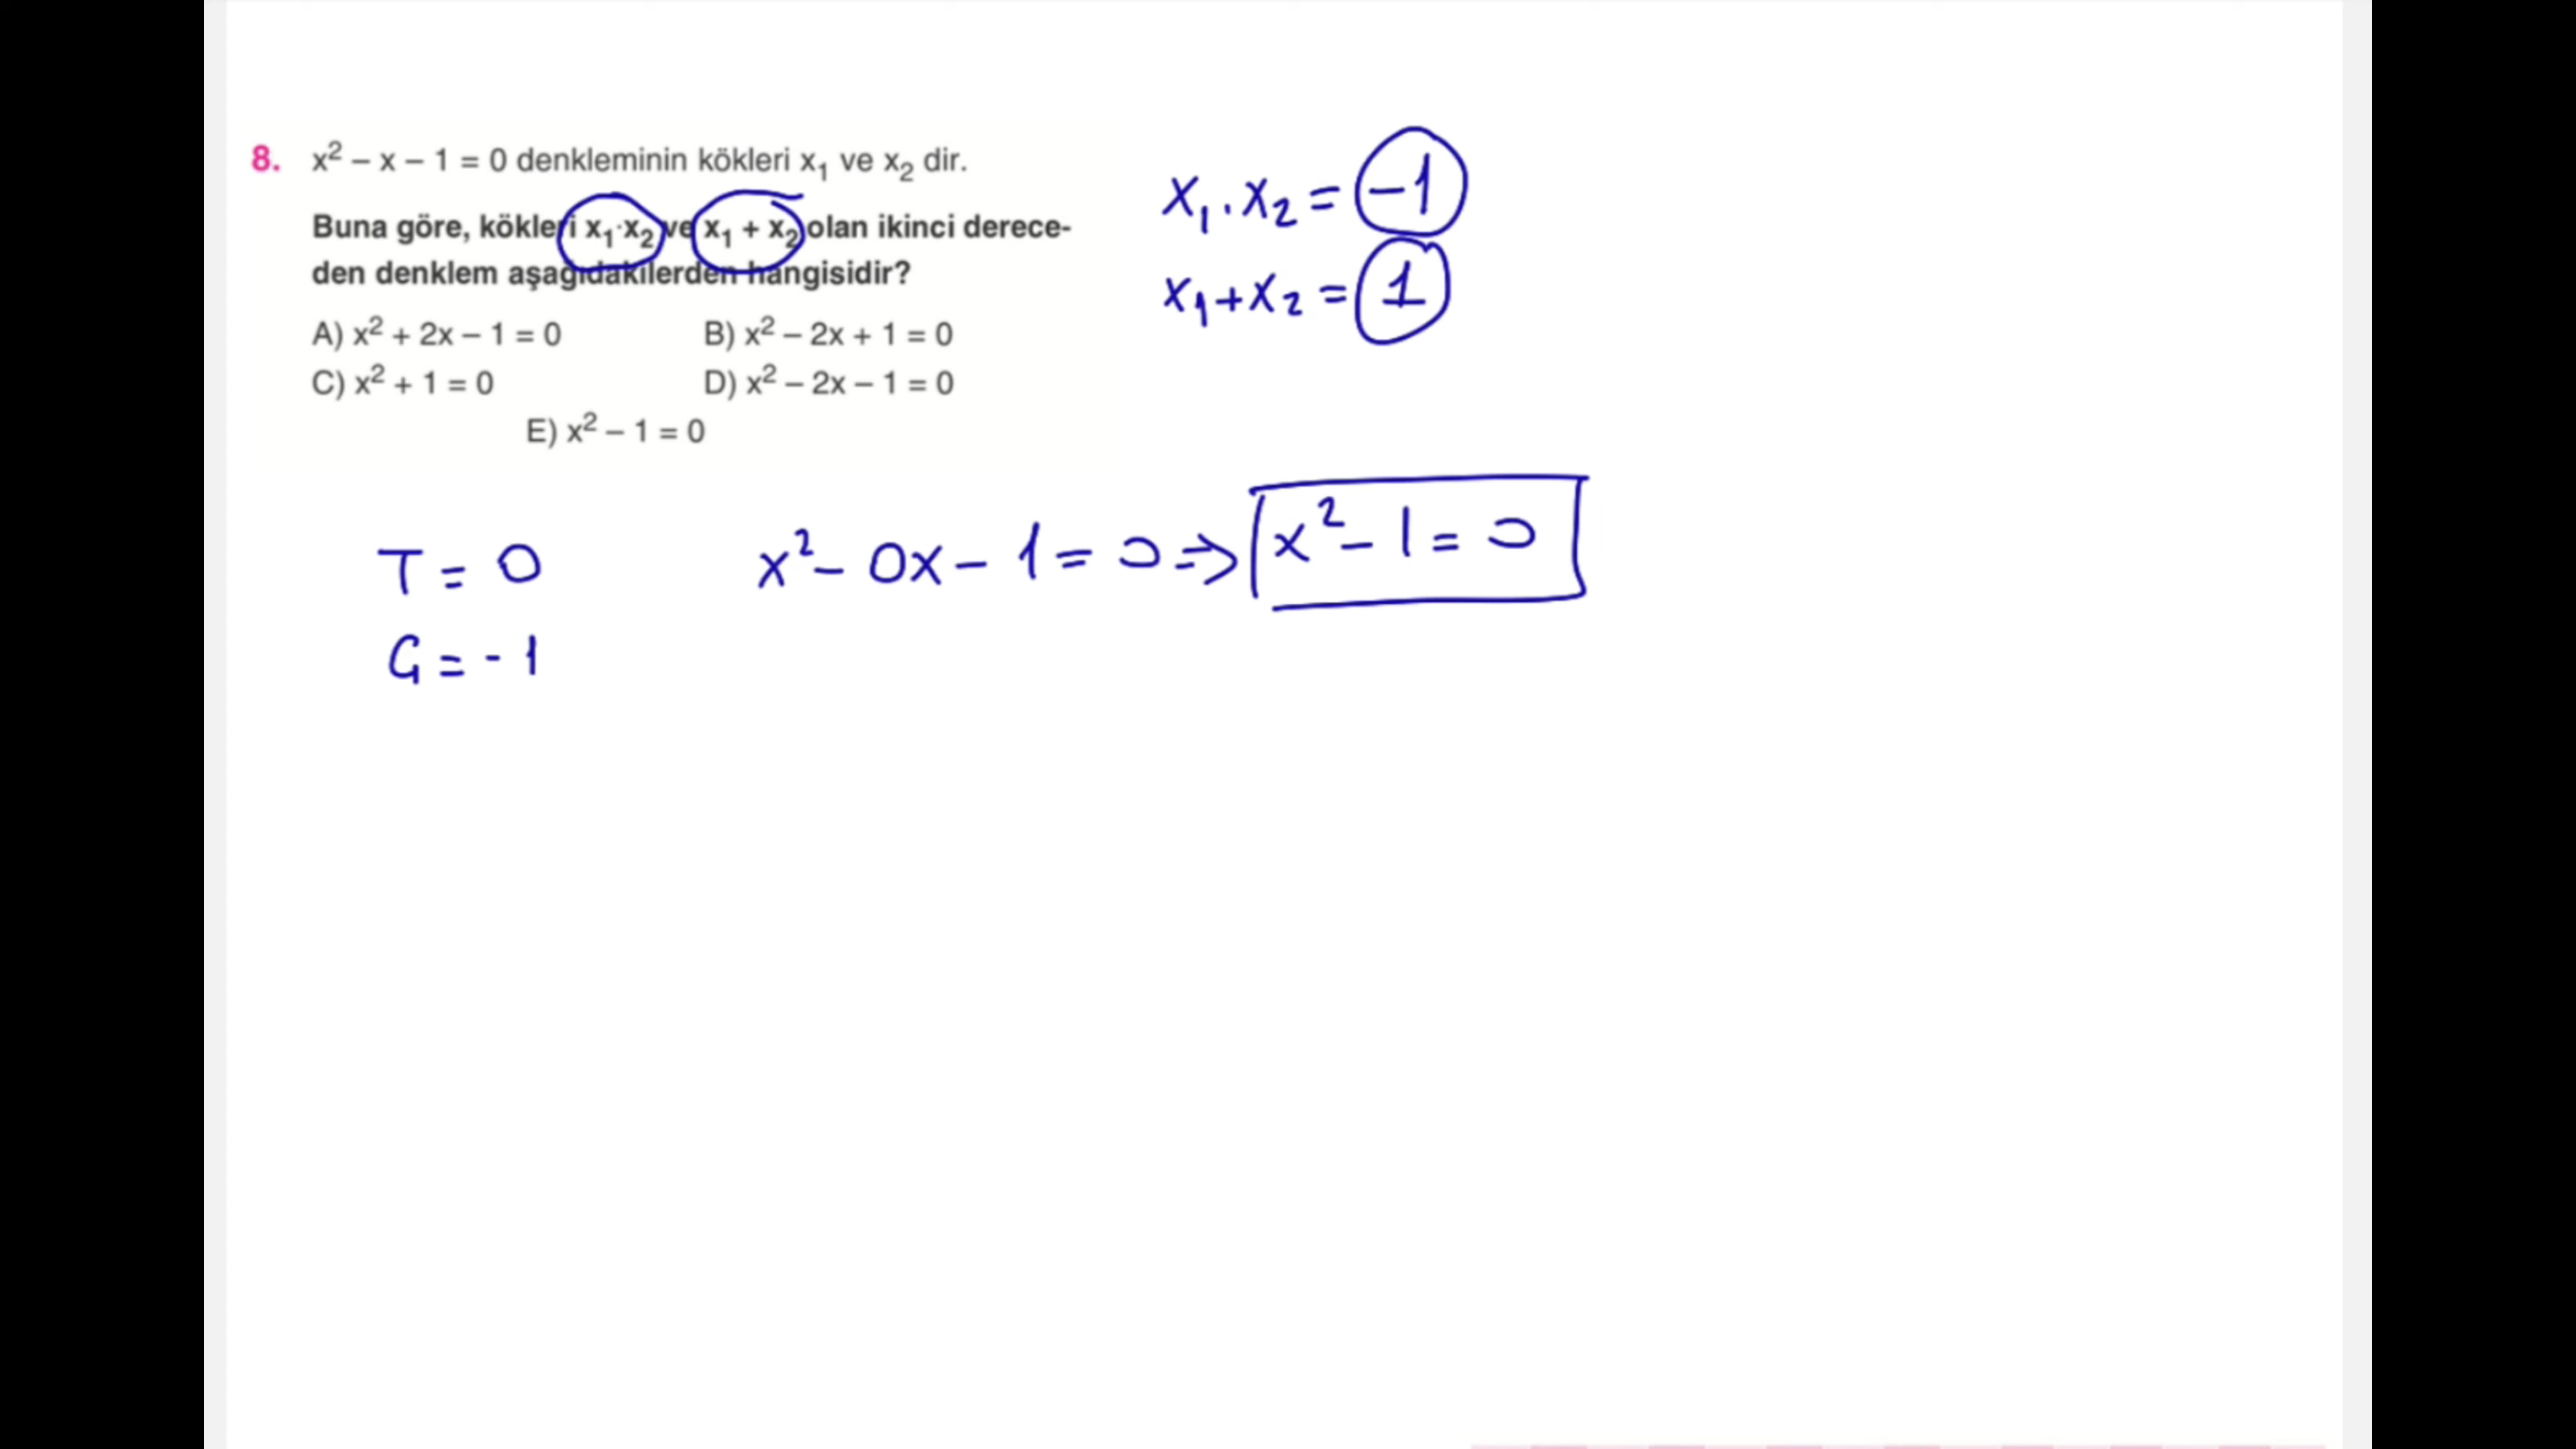 8. x² – x – 1 = 0 denkleminin kökleri x₁ ve x₂ dir.
Buna göre, kökleri x₁·x₂ ve x₁ + x₂ olan ikinci derece-
den denklem aşağıdakilerden hangisidir?
A) x² + 2x – 1 = 0 B) x² – 2x + 1 = 0
C) x² + 1 = 0 D) x² – 2x – 1 = 0
E) x² – 1 = 0
x₁ . x₂ = -1
x₁ + x₂ = 1
T = 0
Ç = -1
x² - 0x - 1 = 0 ⇒ x² - 1 = 0